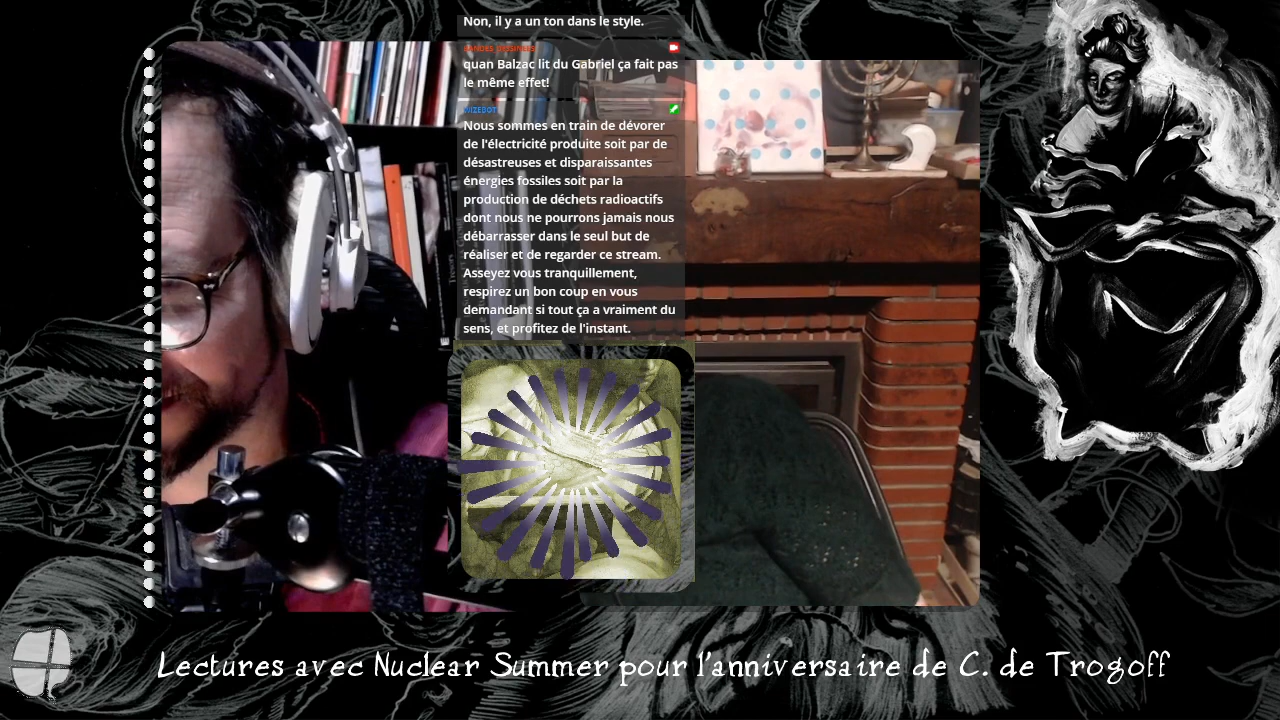 Non, il y a un ton dans le style.
quan Balzac lit du Gabriel ça fait pas
le même effet!
WIZEBOT
Nous sommes en train de dévorer
de l'électricité produite soit par de
désastreuses et disparaissantes
énergies fossiles soit par la
production de déchets radioactifs
dont nous ne pourrons jamais nous
débarrasser dans le seul but de
réaliser et de regarder ce stream.
Asseyez vous tranquillement,
respirez un bon coup en vous
demandant si tout ça a vraiment du
sens, et profitez de l'instant.
Lectures avec Nuclear Summer pour l'anniversaire de C. de Trogoff